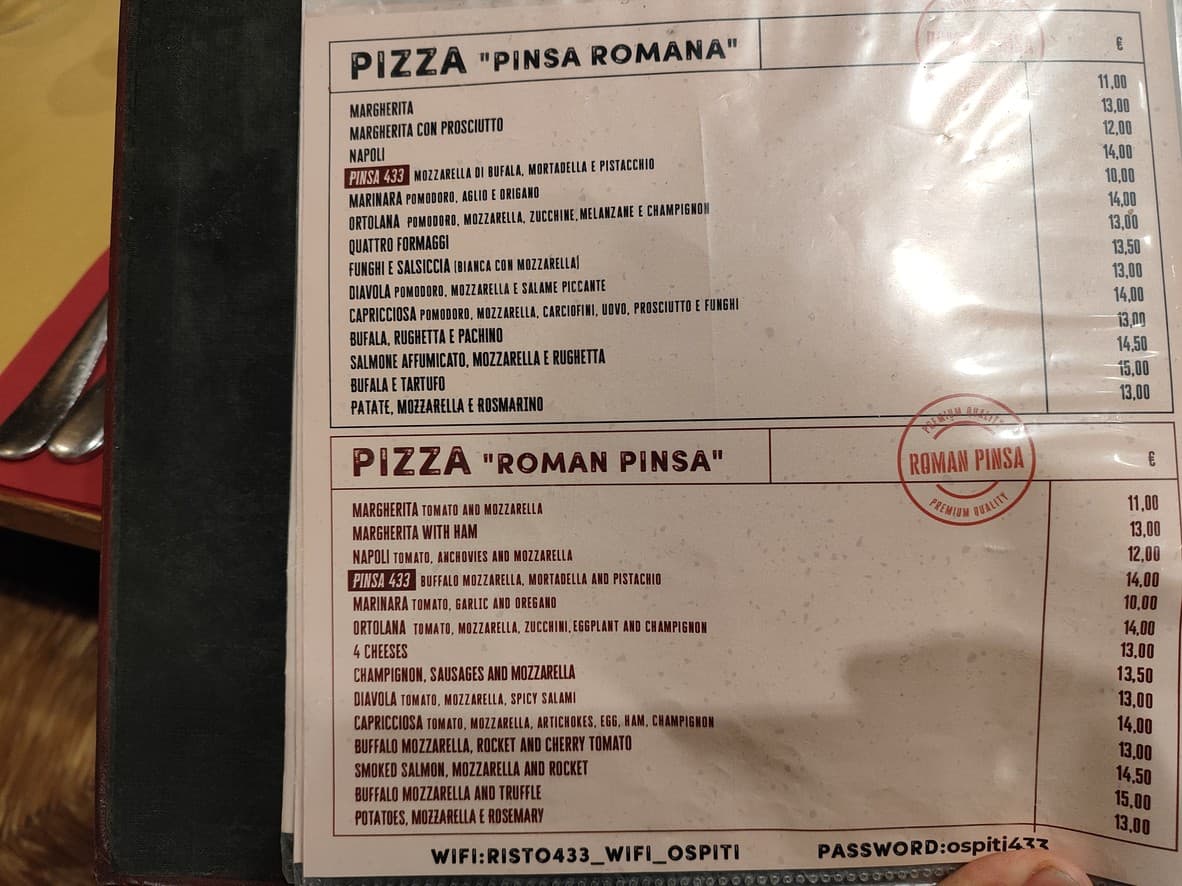 PIZZA "PINSA ROMANA" €
MARGHERITA 11,00
MARGHERITA CON PROSCIUTTO 13,00
NAPOLI 12,00
PINSA 433 MOZZARELLA DI BUFALA, MORTADELLA E PISTACCHIO 14,00
MARINARA POMODORO, AGLIO E ORIGANO 10,00
ORTOLANA POMODORO, MOZZARELLA, ZUCCHINE, MELANZANE E CHAMPIGNON 14,00
QUATTRO FORMAGGI 13,00
FUNGHI E SALSICCIA (BIANCA CON MOZZARELLA) 13,50
DIAVOLA POMODORO, MOZZARELLA E SALAME PICCANTE 13,00
CAPRICCIOSA POMODORO, MOZZARELLA, CARCIOFINI, UOVO, PROSCIUTTO E FUNGHI 14,00
BUFALA, RUGHETTA E PACHINO 13,00
SALMONE AFFUMICATO, MOZZARELLA E RUGHETTA 14,50
BUFALA E TARTUFO 15,00
PATATE, MOZZARELLA E ROSMARINO 13,00
PREMIUM QUALITY
ROMAN PINSA
PREMIUM QUALITY
PIZZA "ROMAN PINSA" €
MARGHERITA TOMATO AND MOZZARELLA 11,00
MARGHERITA WITH HAM 13,00
NAPOLI TOMATO, ANCHOVIES AND MOZZARELLA 12,00
PINSA 433 BUFFALO MOZZARELLA, MORTADELLA AND PISTACHIO 14,00
MARINARA TOMATO, GARLIC AND OREGANO 10,00
ORTOLANA TOMATO, MOZZARELLA, ZUCCHINI, EGGPLANT AND CHAMPIGNON 14,00
4 CHEESES 13,00
CHAMPIGNON, SAUSAGES AND MOZZARELLA 13,50
DIAVOLA TOMATO, MOZZARELLA, SPICY SALAMI 13,00
CAPRICCIOSA TOMATO, MOZZARELLA, ARTICHOKES, EGG, HAM, CHAMPIGNON 14,00
BUFFALO MOZZARELLA, ROCKET AND CHERRY TOMATO 13,00
SMOKED SALMON, MOZZARELLA AND ROCKET 14,50
BUFFALO MOZZARELLA AND TRUFFLE 15,00
POTATOES, MOZZARELLA E ROSEMARY 13,00
WIFI:RISTO433_WIFI_OSPITI PASSWORD:ospiti433